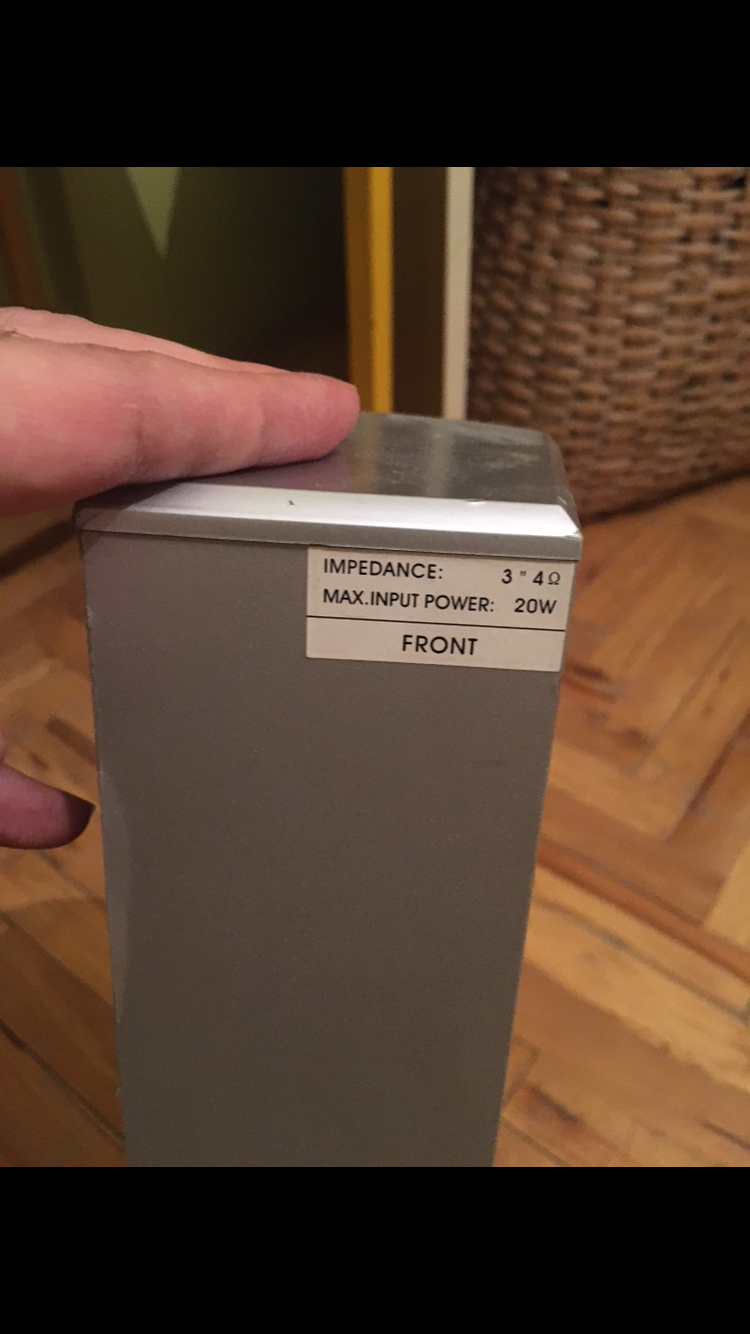 IMPEDANCE: 3 " 4Ω
MAX.INPUT POWER: 20W
FRONT